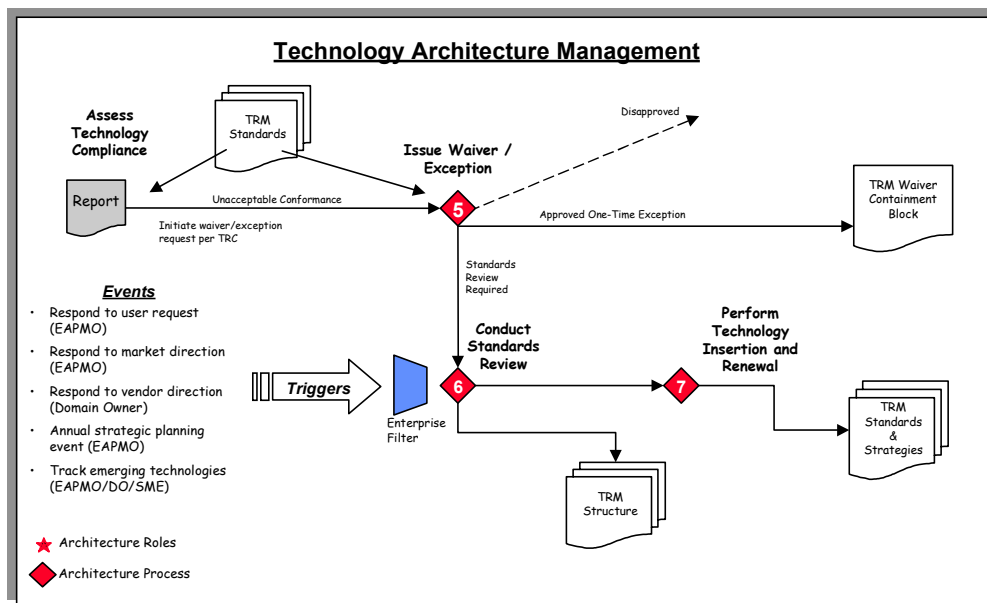 Technology Architecture Management
Assess
Technology
Compliance
TRM
Standards
Report
Unacceptable Conformance
Initiate waiver/exception
request per TRC
Issue Waiver /
Exception
5
Disapproved
Approved One-Time Exception
TRM Waiver
Containment
Block
Standards
Review
Required
Events
• Respond to user request
(EAPMO)
• Respond to market direction
(EAPMO)
• Respond to vendor direction
(Domain Owner)
• Annual strategic planning
event (EAPMO)
• Track emerging technologies
(EAPMO/DO/SME)
Triggers
Enterprise
Filter
Conduct
Standards
Review
6
Perform
Technology
Insertion and
Renewal
7
TRM
Standards
&
Strategies
TRM
Structure
Architecture Roles
Architecture Process